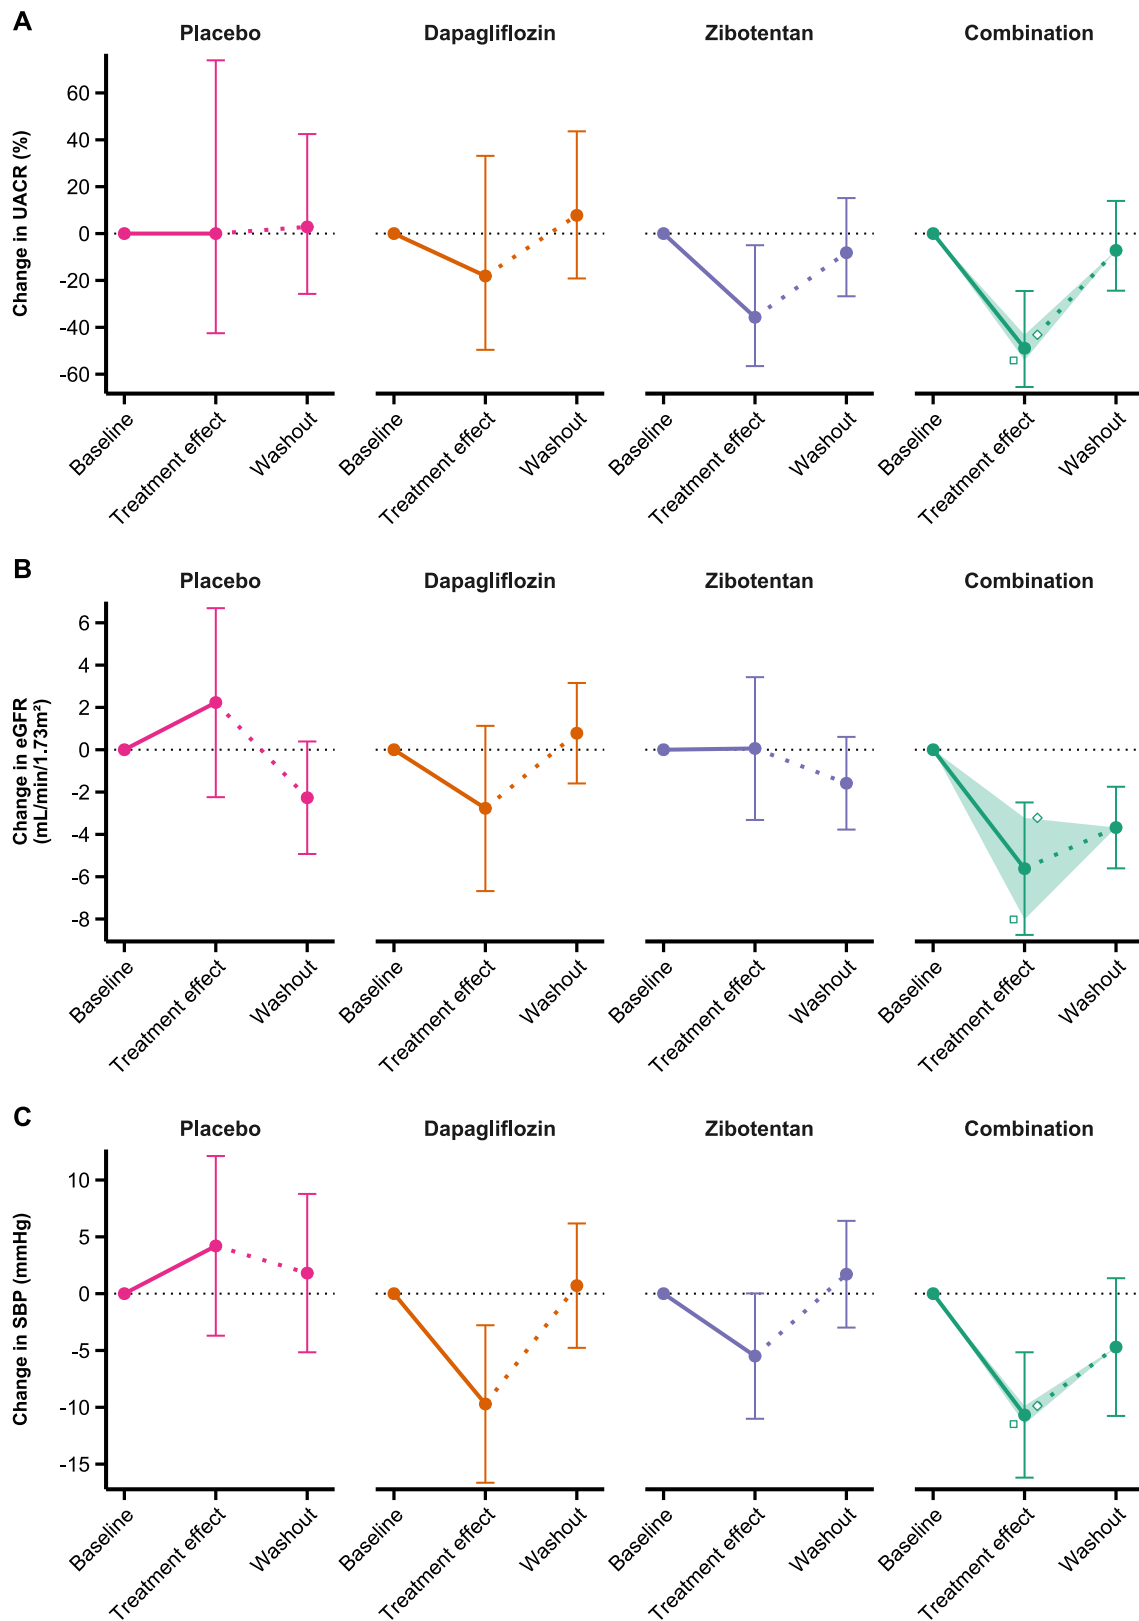 A
Placebo Dapagliflozin Zibotentan Combination
Change in UACR (%)
60
40
20
0
-20
-40
-60
Baseline Treatment effect Washout Baseline Treatment effect Washout Baseline Treatment effect Washout Baseline Treatment effect Washout
B
Placebo Dapagliflozin Zibotentan Combination
Change in eGFR
(mL/min/1.73m²)
6
4
2
0
-2
-4
-6
-8
Baseline Treatment effect Washout Baseline Treatment effect Washout Baseline Treatment effect Washout Baseline Treatment effect Washout
C
Placebo Dapagliflozin Zibotentan Combination
Change in SBP (mmHg)
10
5
0
-5
-10
-15
Baseline Treatment effect Washout Baseline Treatment effect Washout Baseline Treatment effect Washout Baseline Treatment effect Washout